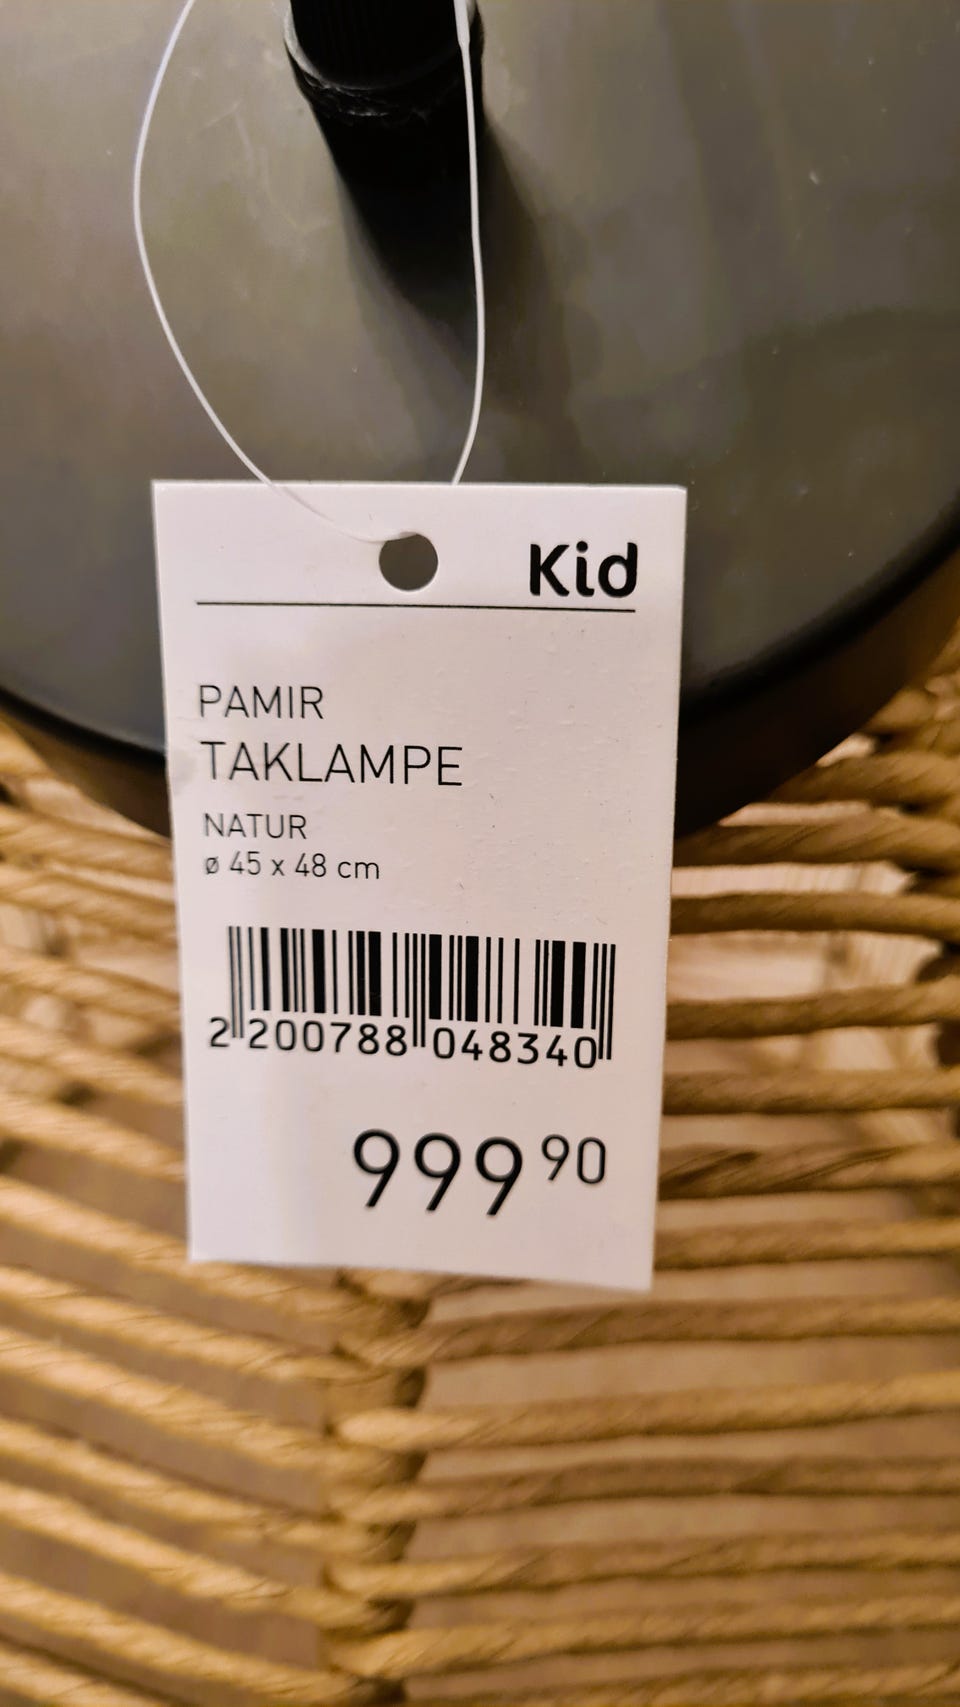 Kid
PAMIR
TAKLAMPE
NATUR
ø 45 x 48 cm
2 200788 048340
999 90